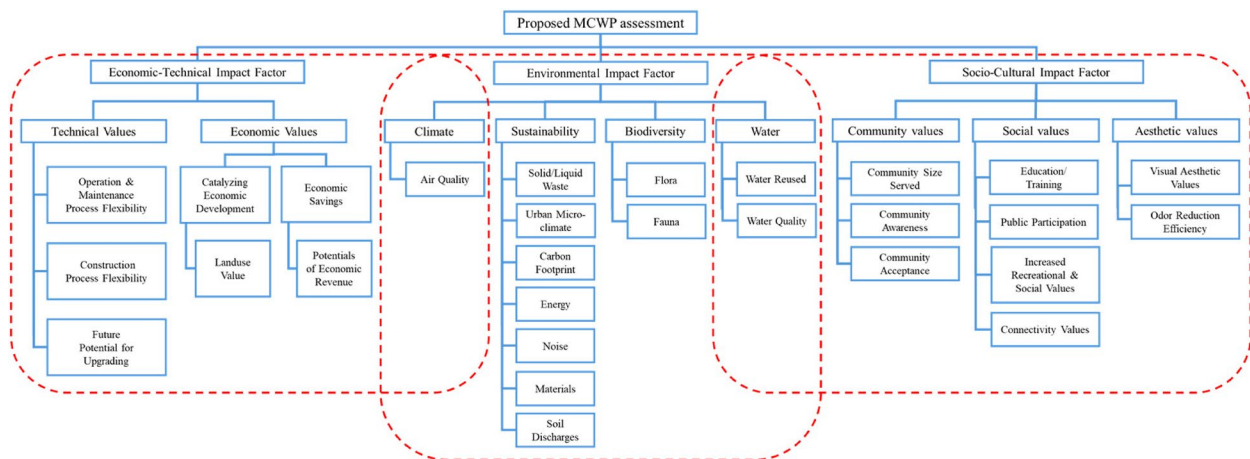 Proposed MCWP assessment
Economic-Technical Impact Factor
Environmental Impact Factor
Socio-Cultural Impact Factor
Technical Values
Economic Values
Climate
Sustainability
Biodiversity
Water
Community values
Social values
Aesthetic values
Operation &
Maintenance
Process Flexibility
Construction
Process Flexibility
Future
Potential for
Upgrading
Catalyzing
Economic
Development
Landuse
Value
Economic
Savings
Potentials
of Economic
Revenue
Air Quality
Solid/Liquid
Waste
Urban Micro-
climate
Carbon
Footprint
Energy
Noise
Materials
Soil
Discharges
Flora
Fauna
Water Reused
Water Quality
Community Size
Served
Community
Awareness
Community
Acceptance
Education/
Training
Public Participation
Increased
Recreational &
Social Values
Connectivity Values
Visual Aesthetic
Values
Odor Reduction
Efficiency